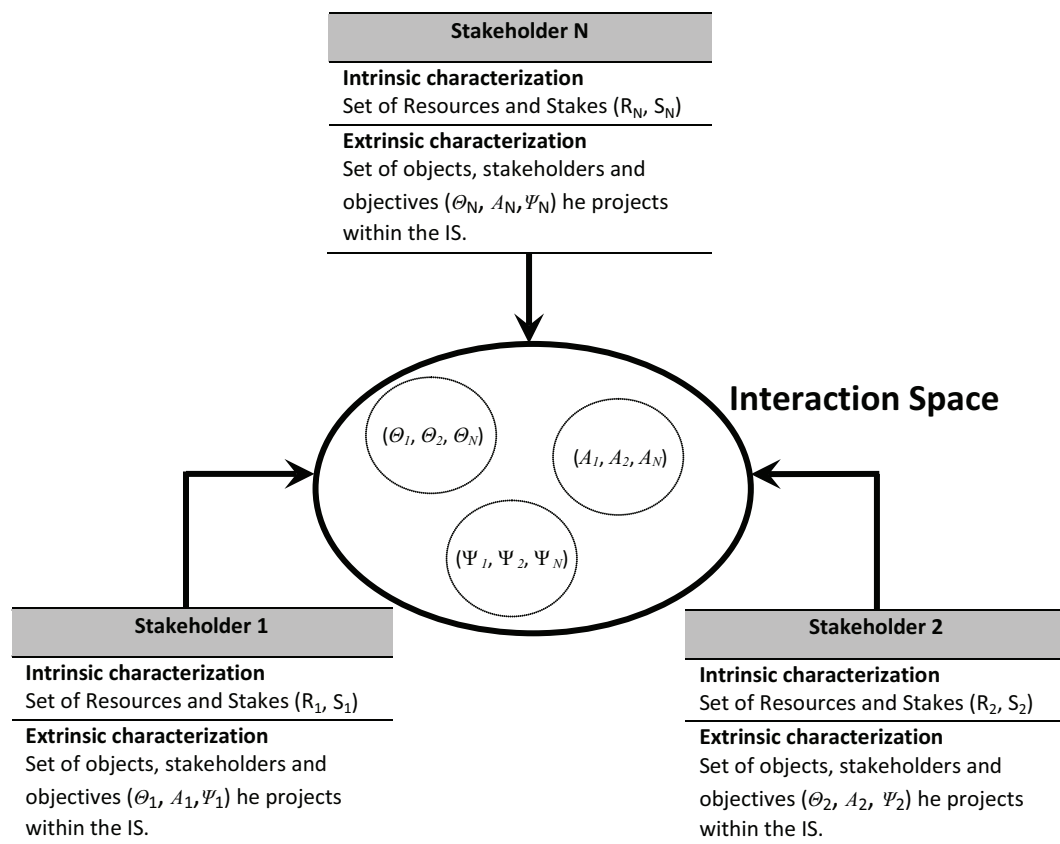 Stakeholder N
Intrinsic characterization
Set of Resources and Stakes (R_N, S_N)
Extrinsic characterization
Set of objects, stakeholders and
objectives (Θ_N, A_N,Ψ_N) he projects
within the IS.
Interaction Space
(Θ_1, Θ_2, Θ_N)
(A_1, A_2, A_N)
(Ψ_1, Ψ_2, Ψ_N)
Stakeholder 1
Intrinsic characterization
Set of Resources and Stakes (R_1, S_1)
Extrinsic characterization
Set of objects, stakeholders and
objectives (Θ_1, A_1,Ψ_1) he projects
within the IS.
Stakeholder 2
Intrinsic characterization
Set of Resources and Stakes (R_2, S_2)
Extrinsic characterization
Set of objects, stakeholders and
objectives (Θ_2, A_2, Ψ_2) he projects
within the IS.